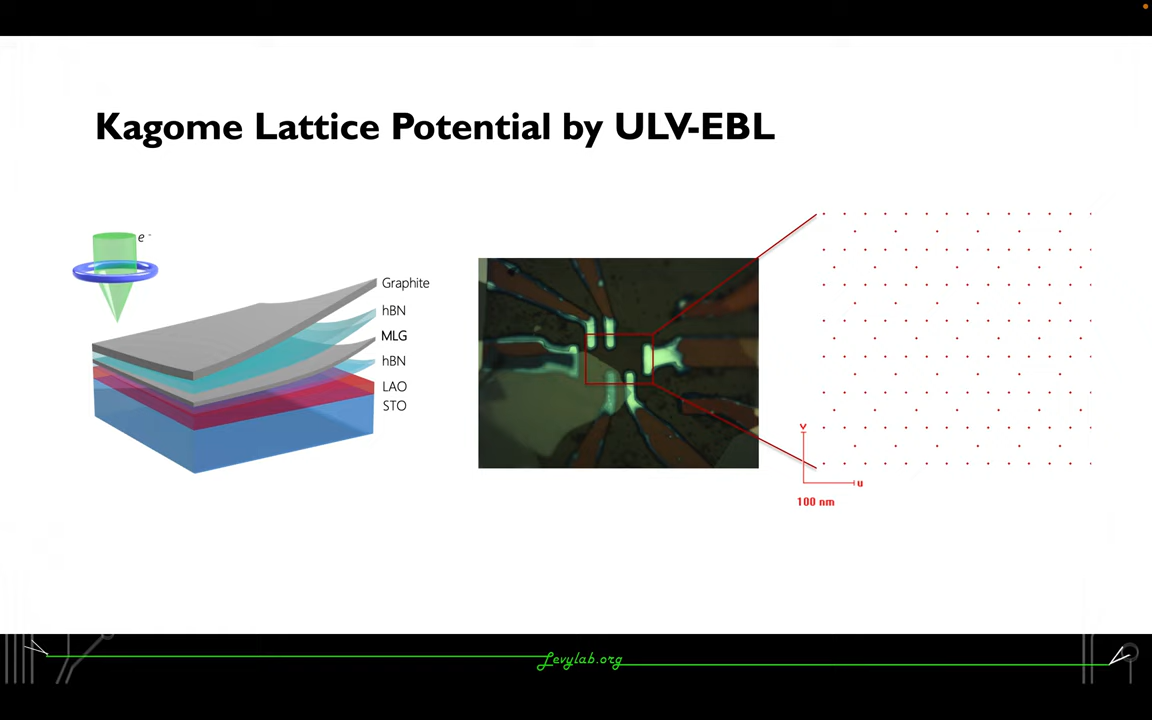 Kagome Lattice Potential by ULV-EBL
e -
Graphite
hBN
MLG
hBN
LAO
STO
v
u
100 nm
Levylab.org